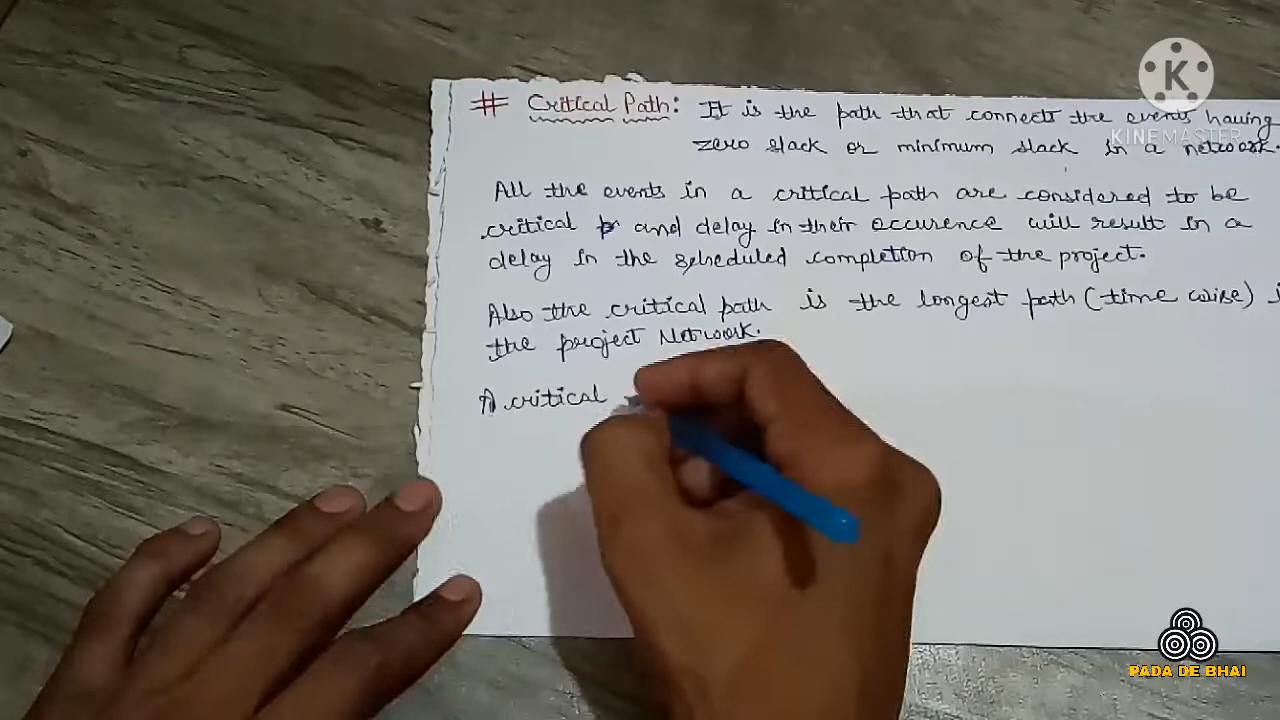 # Critical Path: It is the path that connects the events having
zero slack or minimum slack in a network.
All the events in a critical path are considered to be
critical and delay in their occurence will result in a
delay in the scheduled completion of the project.
Also the critical path is the longest path (time wise) i
the project Network.
A critical
K
KINEMASTER
PADA DE BHAI